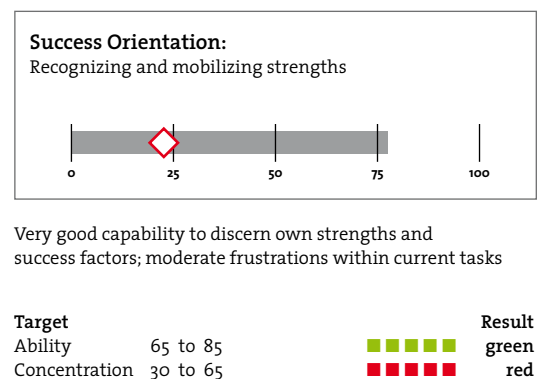 Success Orientation:
Recognizing and mobilizing strengths
0 25 50 75 100
Very good capability to discern own strengths and
success factors; moderate frustrations within current tasks
Target Result
Ability 65 to 85 green
Concentration 30 to 65 red